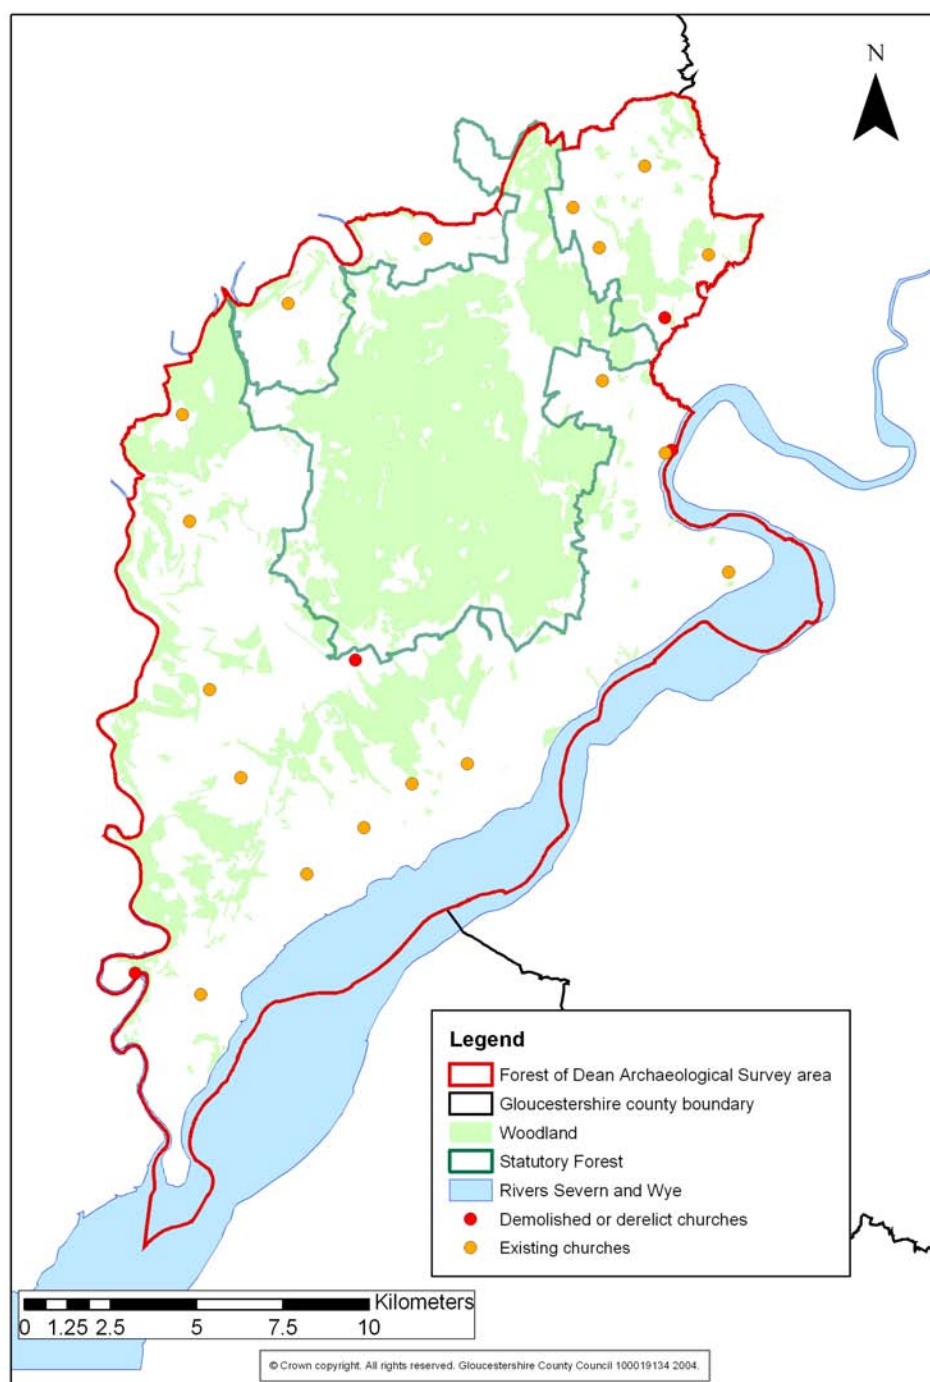 N
Legend
Forest of Dean Archaeological Survey area
Gloucestershire county boundary
Woodland
Statutory Forest
Rivers Severn and Wye
Demolished or derelict churches
Existing churches
Kilometers
0 1.25 2.5 5 7.5 10
© Crown copyright. All rights reserved. Gloucestershire County Council 100019134 2004.